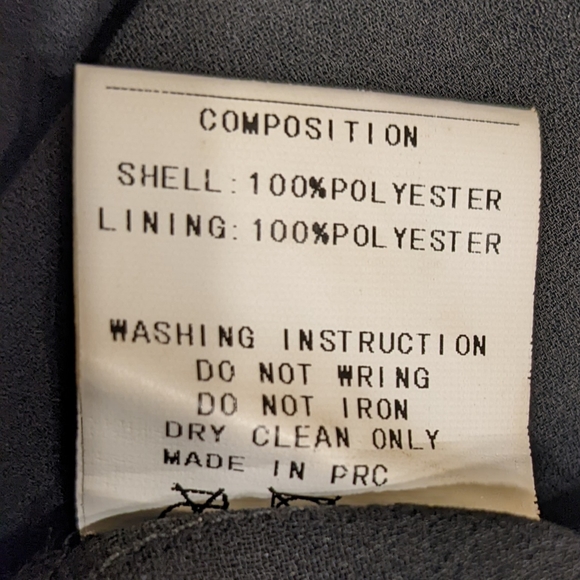 COMPOSITION
SHELL:100%POLYESTER
LINING:100%POLYESTER
WASHING INSTRUCTION
DO NOT WRING
DO NOT IRON
DRY CLEAN ONLY
MADE IN PRC